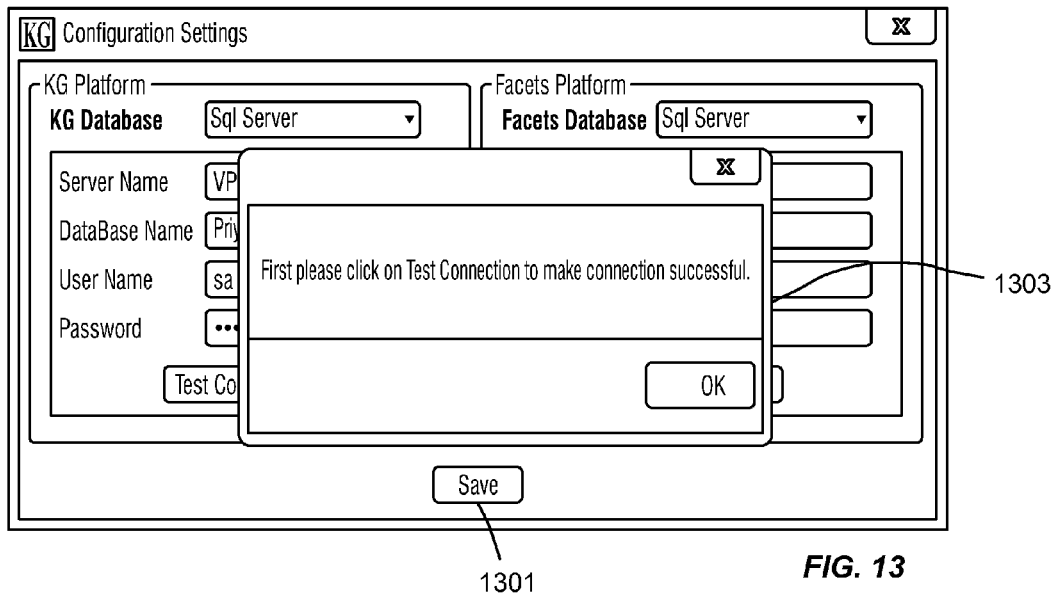 KG Configuration Settings X
KG Platform Facets Platform
KG Database Sql Server Facets Database Sql Server
X
Server Name VP
DataBase Name Priy
First please click on Test Connection to make connection successful.
User Name sa
1303
Password •••
Test Co OK
Save
1301
FIG. 13